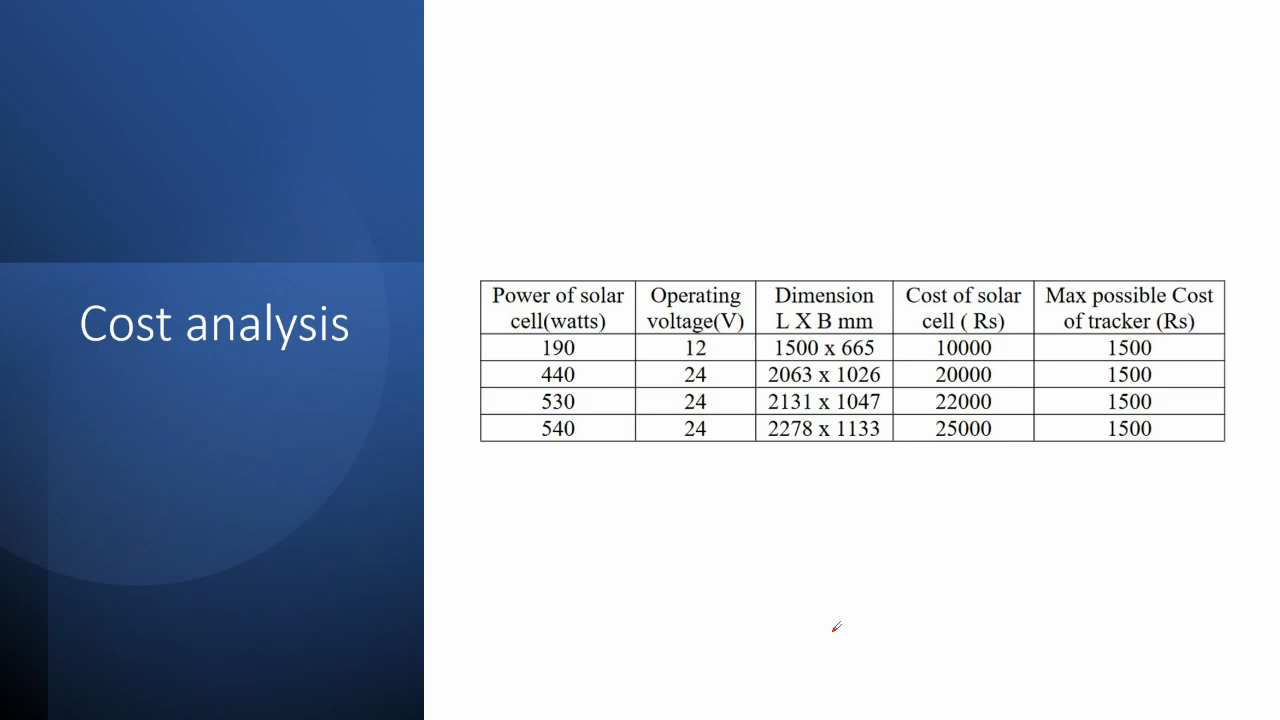 Cost analysis
Power of solar cell(watts) Operating voltage(V) Dimension L X B mm Cost of solar cell ( Rs) Max possible Cost of tracker (Rs)
190 12 1500 x 665 10000 1500
440 24 2063 x 1026 20000 1500
530 24 2131 x 1047 22000 1500
540 24 2278 x 1133 25000 1500